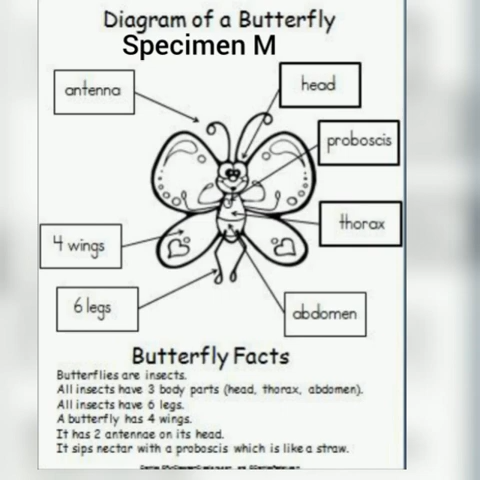 Diagram of a Butterfly
Specimen M
antenna
head
proboscis
thorax
4 wings
6 legs
abdomen
Butterfly Facts
Butterflies are insects.
All insects have 3 body parts (head, thorax, abdomen).
All insects have 6 legs.
A butterfly has 4 wings.
It has 2 antennae on its head.
It sips nectar with a proboscis which is like a straw.